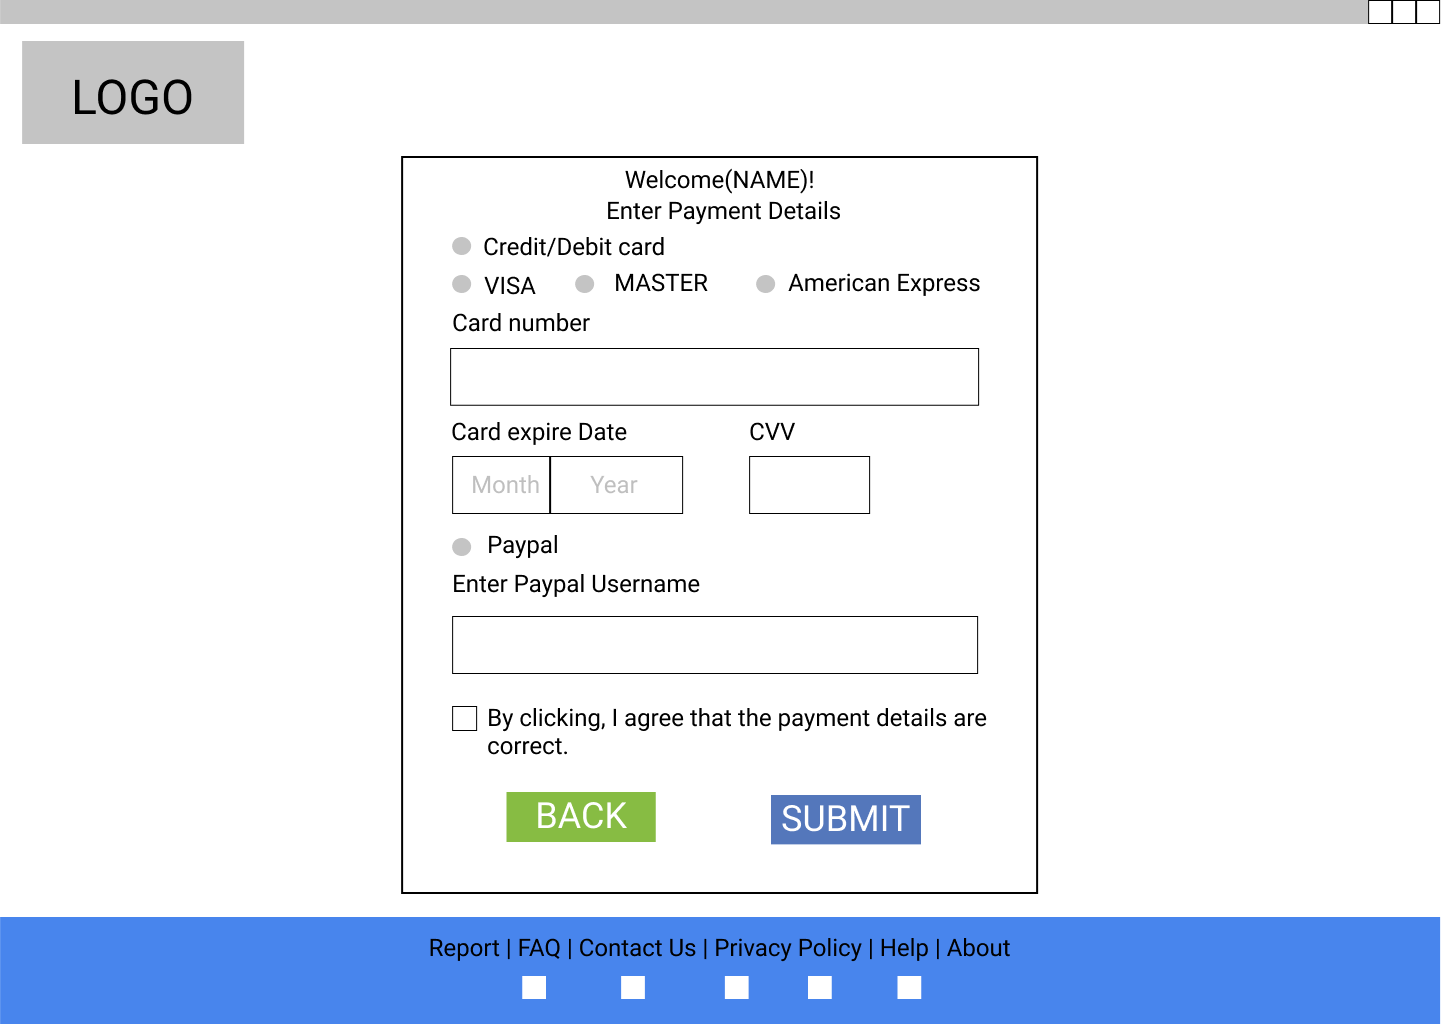 LOGO
Welcome(NAME)!
Enter Payment Details
Credit/Debit card
VISA MASTER American Express
Card number
Card expire Date CVV
Month Year
Paypal
Enter Paypal Username
By clicking, I agree that the payment details are
correct.
BACK SUBMIT
Report | FAQ | Contact Us | Privacy Policy | Help | About